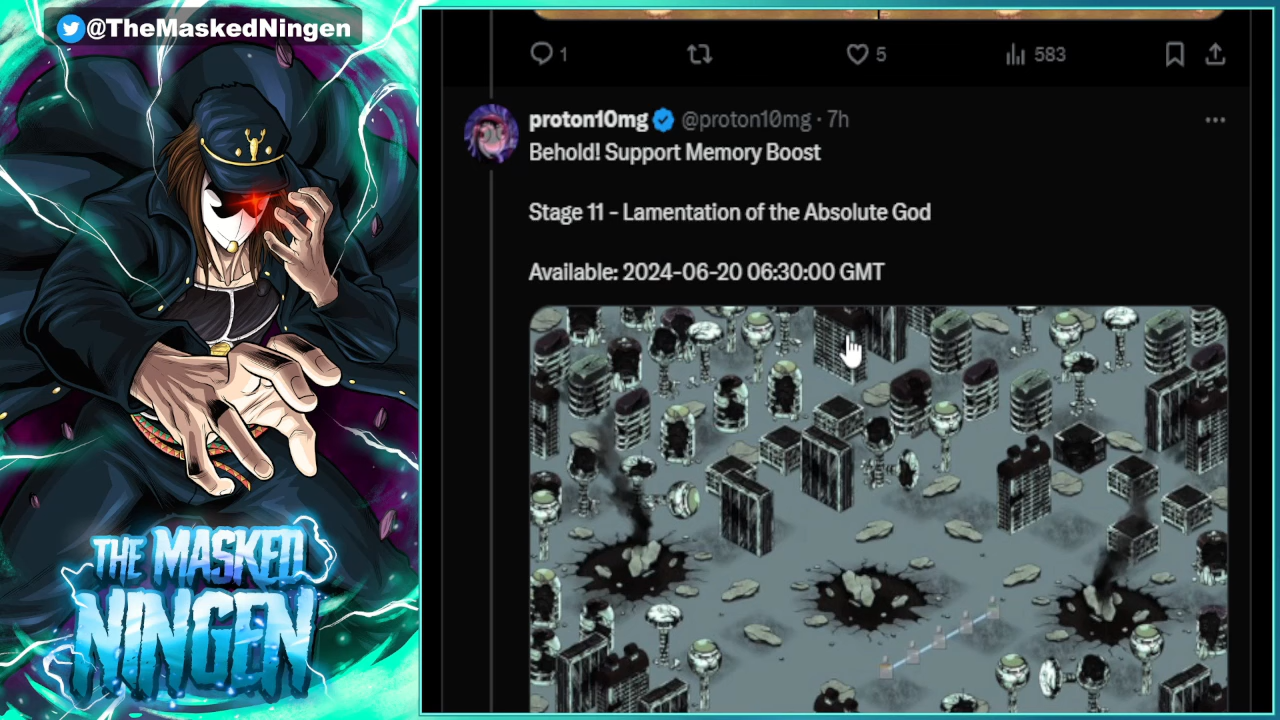 @TheMaskedNingen
THE MASKED
NINGEN
1
5
583
proton10mg @proton10mg · 7h
Behold! Support Memory Boost
Stage 11 - Lamentation of the Absolute God
Available: 2024-06-20 06:30:00 GMT